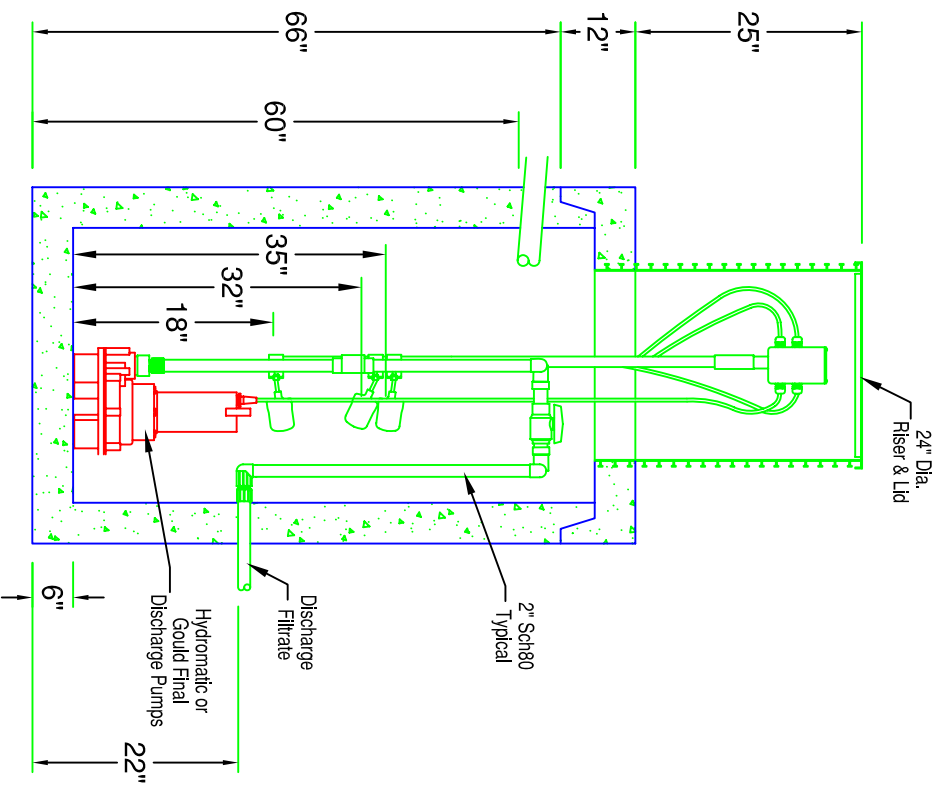 25"
12"
66"
60"
35"
32"
18"
24" Dia.
Riser & Lid
2" Sch80
Typical
Discharge
Filtrate
Hydromatic or
Gould Final
Discharge Pumps
6"
22"